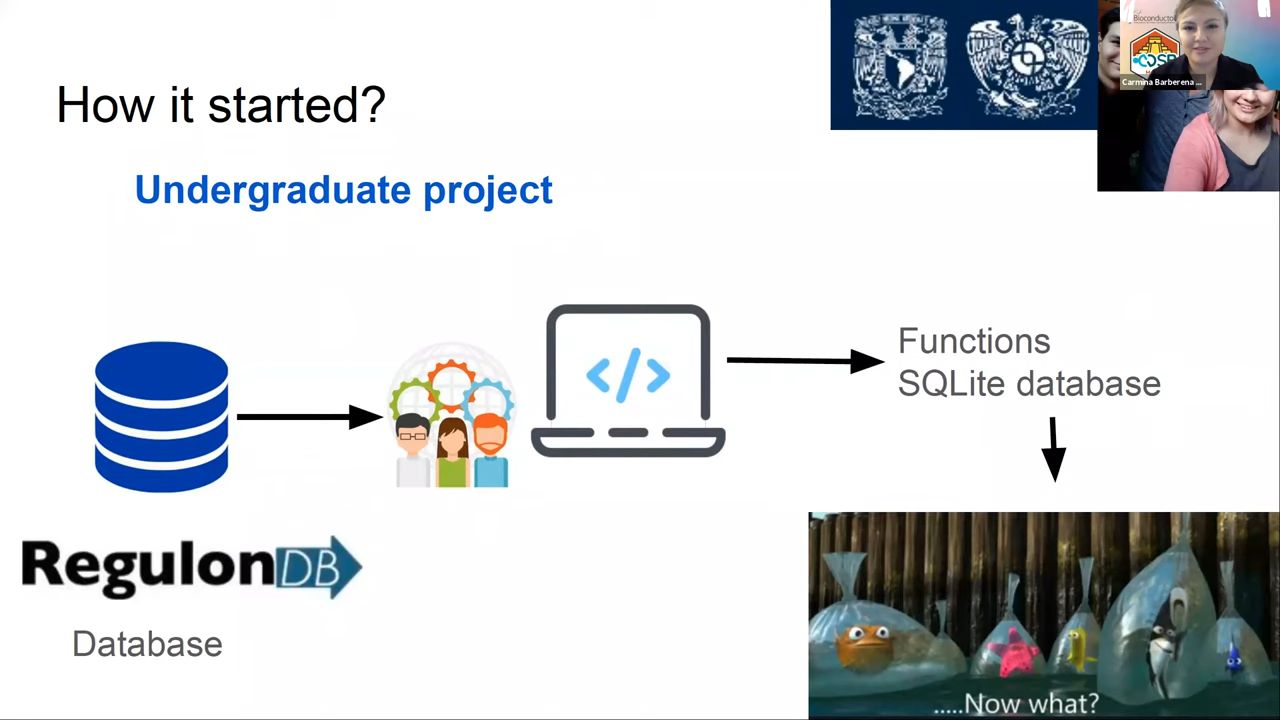 How it started?
Undergraduate project
Bioconductor
Carmina Barberena ...
</>
Functions
SQLite database
RegulonDB
Database
.....Now what?